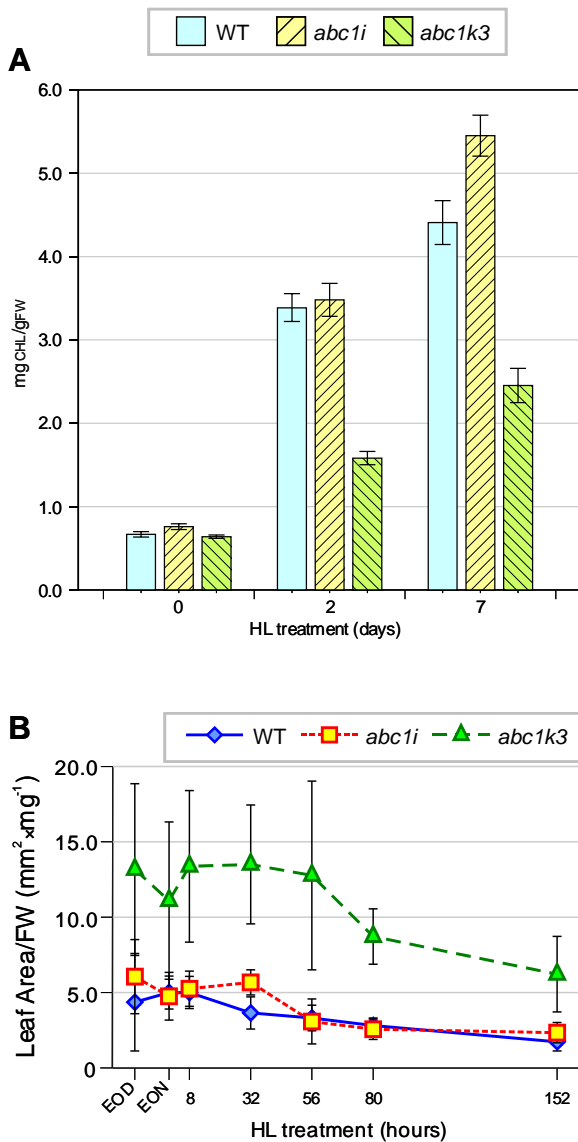 WT abc1i abc1k3
A
6.0
5.0
4.0
3.0
2.0
1.0
0.0
mgCHL/gFW
0 2 7
HL treatment (days)
B
WT abc1i abc1k3
20.0
15.0
10.0
5.0
0
Leaf Area/FW (mm²×mg⁻¹)
EOD EON 8 32 56 80 152
HL treatment (hours)